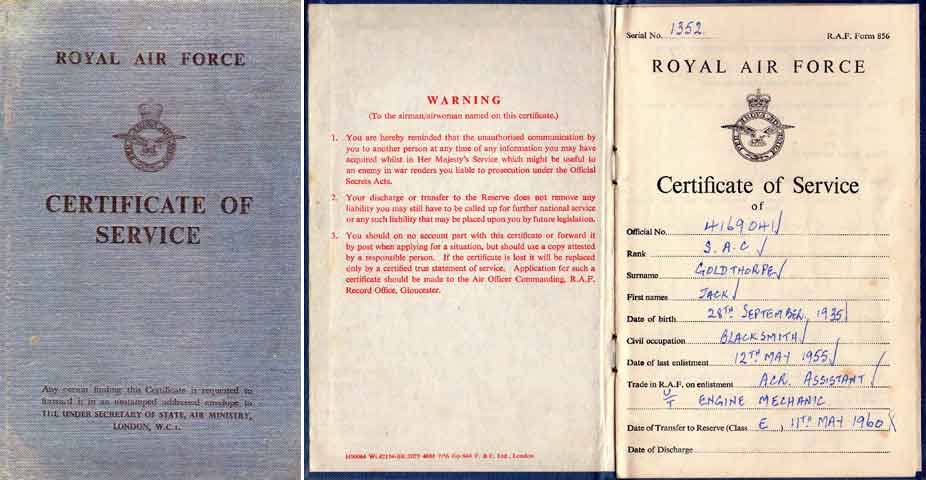 ROYAL AIR FORCE
CERTIFICATE OF
SERVICE
Any person finding this Certificate is requested to
forward it in an unstamped addressed envelope to
THE UNDER SECRETARY OF STATE, AIR MINISTRY,
LONDON, W.C.1.
WARNING
(To the airman/airwoman named on this certificate.)
1. You are hereby reminded that the unauthorised communication by
you to another person at any time of any information you may have
acquired whilst in Her Majesty's Service which might be useful to
an enemy in war renders you liable to prosecution under the Official
Secrets Acts.
2. Your discharge or transfer to the Reserve does not remove any
liability you may still have to be called up for further national service
or any such liability that may be placed upon you by future legislation.
3. You should on no account part with this certificate or forward it
by post when applying for a situation, but should use a copy attested
by a responsible person. If the certificate is lost it will be replaced
only by a certified true statement of service. Application for such a
certificate should be made to the Air Officer Commanding, R.A.F.
Record Office, Gloucester.
Ltd., London
Serial No. 1352. R.A.F. Form 856
ROYAL AIR FORCE
Certificate of Service
of
Official No. 4169041
Rank S.A.C
Surname GOLDTHORPE
First names JACK
Date of birth 28TH SEPTEMBER, 1935
Civil occupation BLACKSMITH
Date of last enlistment 12TH MAY 1955
Trade in R.A.F. on enlistment ACR. ASSISTANT
U/T ENGINE MECHANIC
Date of Transfer to Reserve (Class E ) 11TH MAY 1960
Date of Discharge